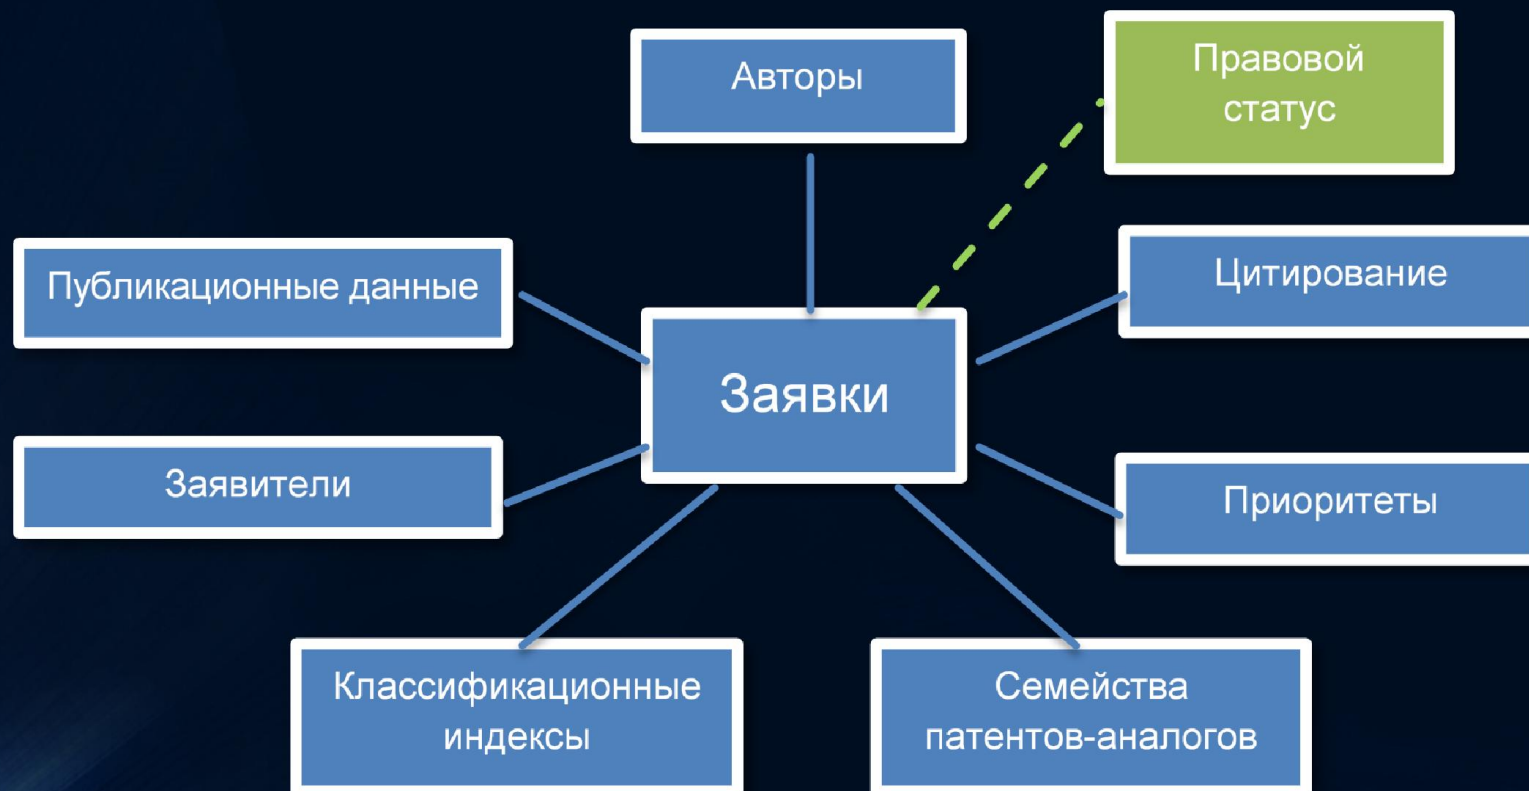 Авторы
Правовой
статус
Публикационные данные
Цитирование
Заявки
Заявители
Приоритеты
Классификационные
индексы
Семейства
патентов-аналогов